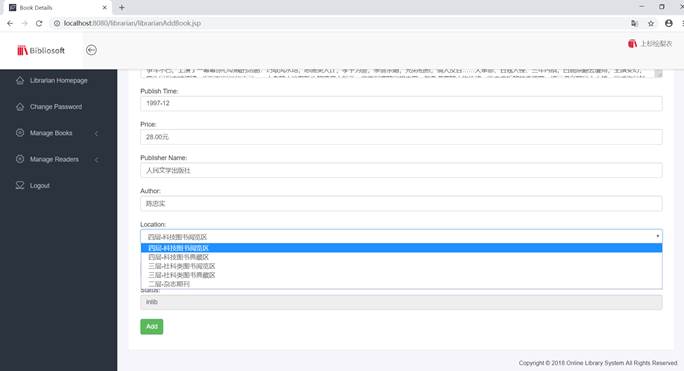 Book Details
localhost:8080/librarian/librarianAddBook.jsp
Bibliosoft
上杉绘梨衣
Librarian Homepage
Change Password
Manage Books
Manage Readers
Logout
Publish Time:
1997-12
Price:
28.00元
Publisher Name:
人民文学出版社
Author:
陈忠实
Location:
四层-科技图书阅览区
四层-科技图书阅览区
四层-科技图书典藏区
三层-社科类图书阅览区
三层-社科类图书典藏区
二层-杂志期刊
Status:
inlib
Add
Copyright © 2018 Online Library System All Rights Reserved.